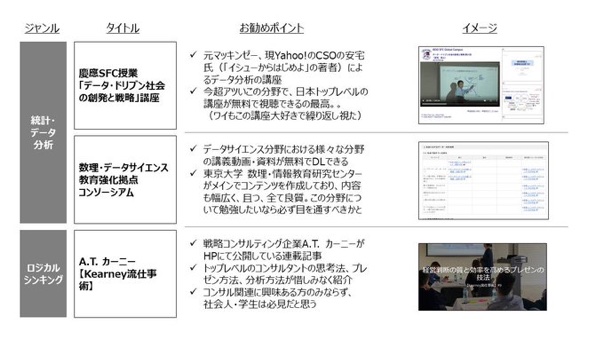 ジャンル
タイトル
お勧めポイント
イメージ
統計・
データ
分析
慶應SFC授業
「データ・ドリブン社会
の創発と戦略」講座
✓ 元マッキンゼー、現Yahoo!のCSOの安宅
氏（「イシューからはじめよ」の著者）によ
るデータ分析の講座
✓ 今超アツいこの分野で、日本トップレベルの
講座が無料で視聴できるの最高。。
（ワイもこの講座大好きで繰り返し視た）
数理・データサイエンス
教育強化拠点
コンソーシアム
✓ データサイエンス分野における様々な分野
の講義動画・資料が無料でDLできる
✓ 東京大学 数理・情報教育研究センター
がメインでコンテンツを作成しており、内容
も幅広く、且つ、全て良質。この分野につ
いて勉強したいなら必ず目を通すべきかと
ロジカル
シンキング
A.T. カーニー
【Kearney流仕事
術】
✓ 戦略コンサルティング企業A.T. カーニーが
HPにて公開している連載記事
✓ トップレベルのコンサルタントの思考法、プレ
ゼン方法、分析方法が惜しみなく紹介
✓ コンサル関連に興味ある方のみならず、
社会人・学生は必見だと思う
経営判断の質と効率を高めるプレゼンの
技法